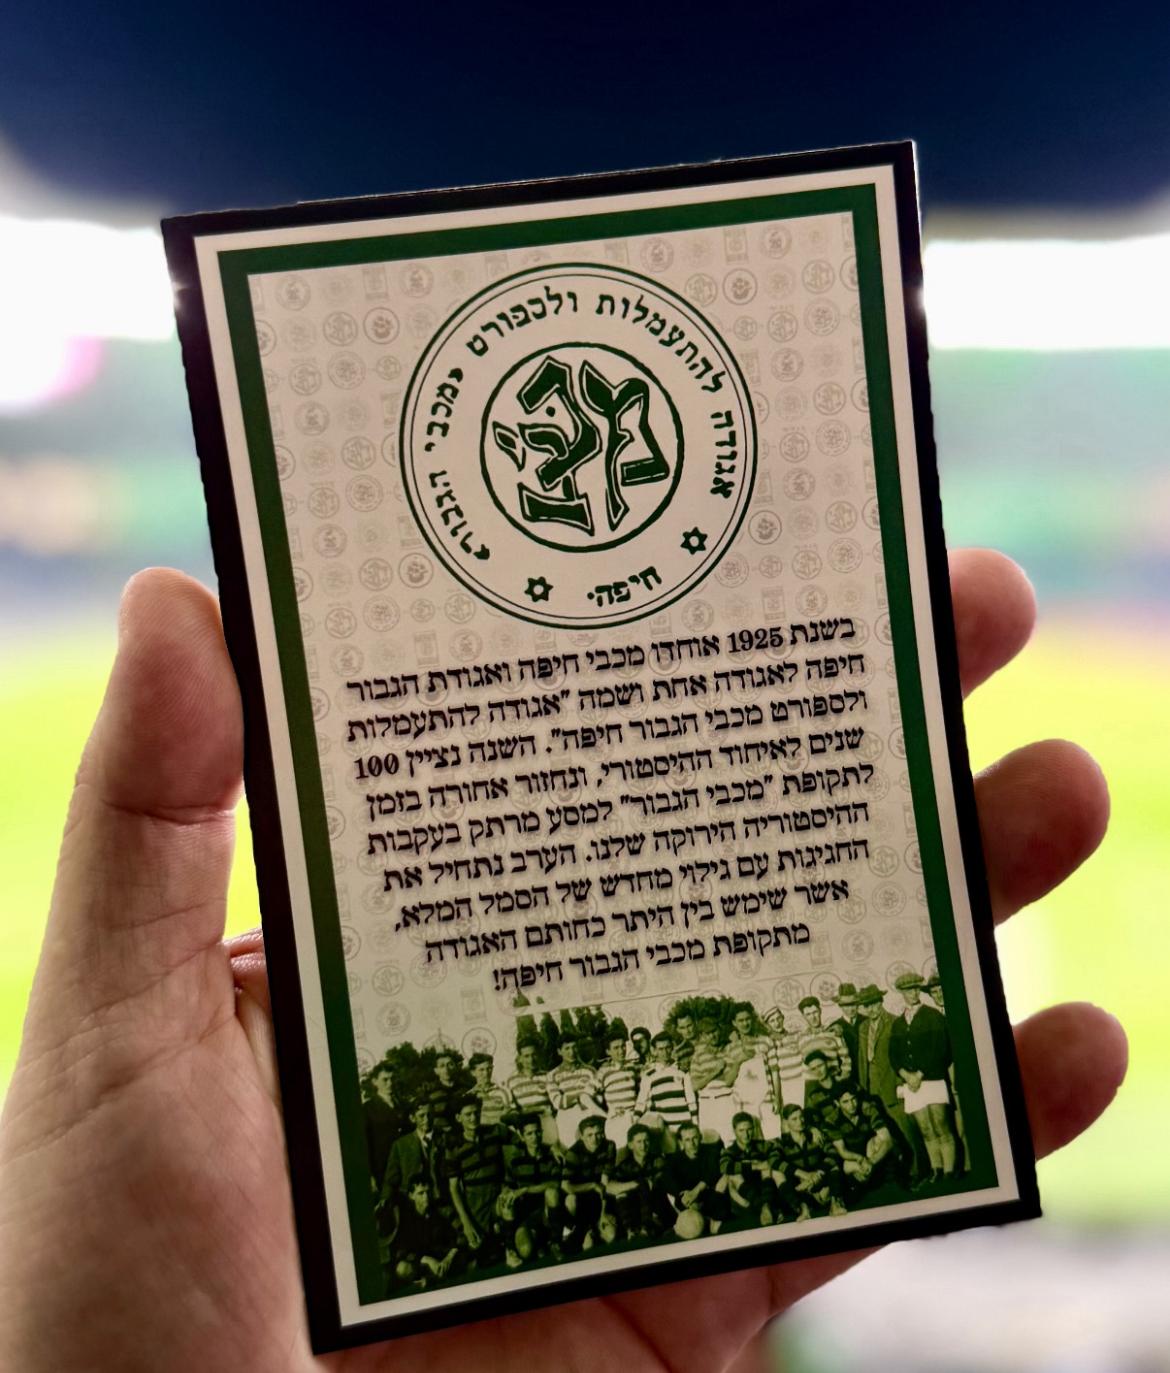 אגודה להתעמלות ולכפורט "מכבי הגבור"
חיפה.
מכבי
בשנת 1925 אוחדו מכבי חיפה ואגודת הגבור
חיפה לאגודה אחת ושמה "אגודה להתעמלות
ולספורט מכבי הגבור חיפה". השנה נציין 100
שנים לאיחוד ההיסטורי, ונחזור אחורה בזמן
לתקופת "מכבי הגבור" למסע מרתק בעקבות
ההיסטוריה הירוקה שלנו. הערב נתחיל את
החגיגות עם גילוי מחדש של הסמל המלא,
אשר שימש בין היתר כחותם האגודה
מתקופת מכבי הגבור חיפה!